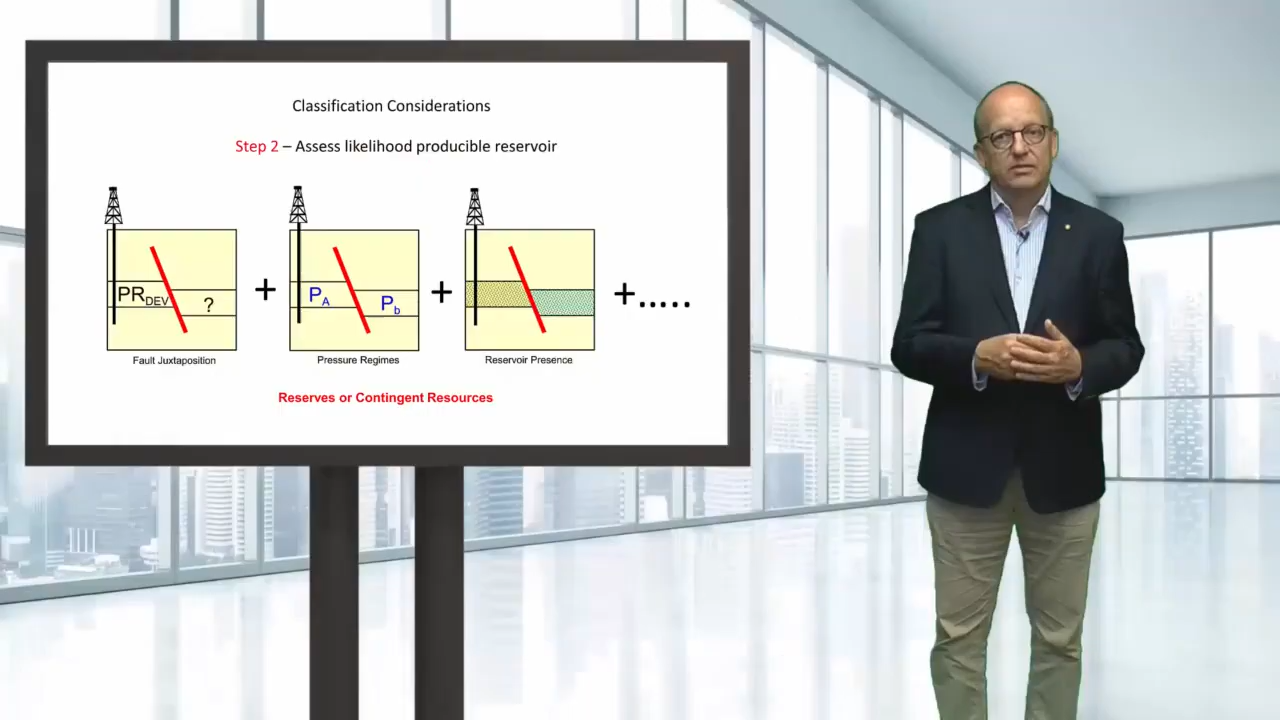 Classification Considerations
Step 2 – Assess likelihood producible reservoir
PRDEV ?
+
PA Pb
+
+.....
Fault Juxtaposition
Pressure Regimes
Reservoir Presence
Reserves or Contingent Resources